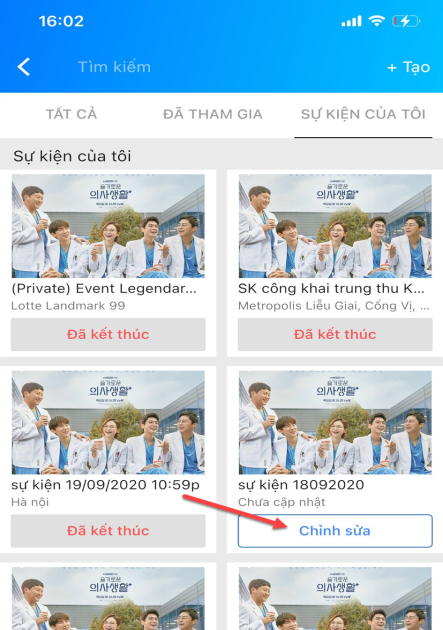 16:02
Tìm kiếm
+ Tạo
TẤT CẢ
ĐÃ THAM GIA
SỰ KIỆN CỦA TÔI
Sự kiện của tôi
슬기로운
의사생활
슬기로운
의사생활
(Private) Event Legendar...
SK công khai trung thu K...
Lotte Landmark 99
Metropolis Liễu Giai, Cống Vị, ...
Đã kết thúc
Đã kết thúc
슬기로운
의사생활
슬기로운
의사생활
sự kiện 19/09/2020 10:59p
sự kiện 18092020
Hà nội
Chưa cập nhật
Đã kết thúc
Chỉnh sửa
슬기로운
의사생활
슬기로운
의사생활